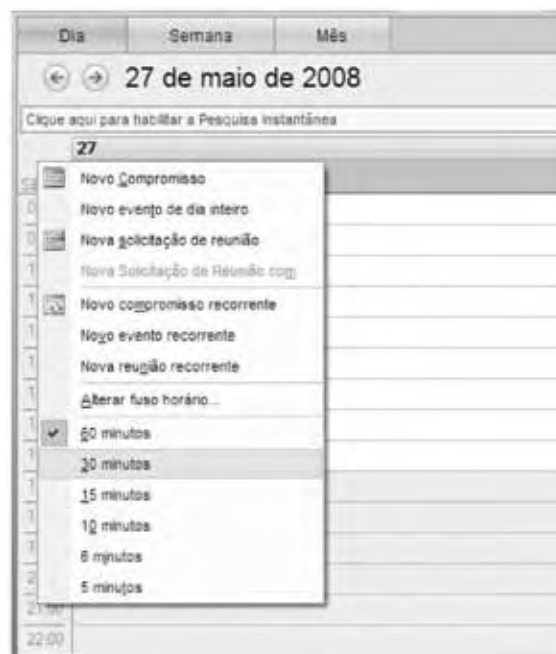 Dia Semana Mês
27 de maio de 2008
Clique aqui para habilitar a Pesquisa Instantânea
27
Novo Compromisso
Novo evento de dia inteiro
Nova solicitação de reunião
Nova Solicitação de Reunião com
Novo compromisso recorrente
Novo evento recorrente
Nova reunião recorrente
Alterar fuso horário...
60 minutos
30 minutos
15 minutos
10 minutos
6 minutos
5 minutos
21:00
22:00